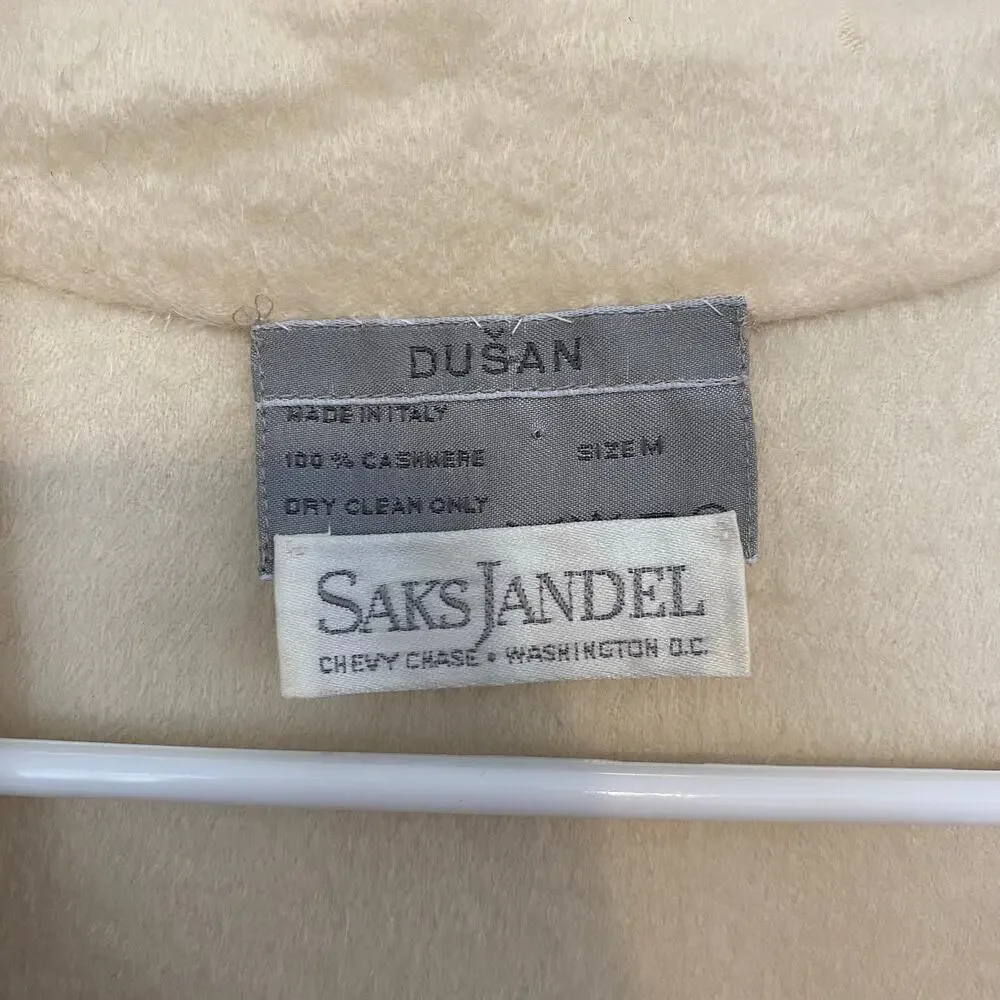 DUŠAN
MADE IN ITALY
100 % CASHMERE SIZE M
DRY CLEAN ONLY
SAKS JANDEL
CHEVY CHASE • WASHINGTON D.C.